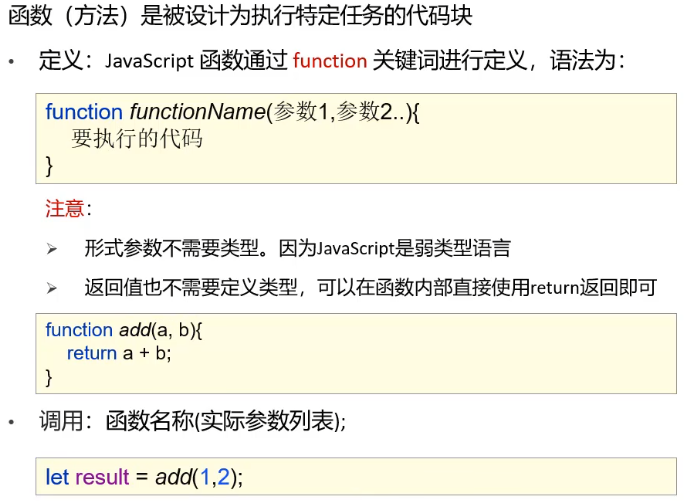 函数（方法）是被设计为执行特定任务的代码块
• 定义：JavaScript 函数通过 function 关键词进行定义，语法为：
function functionName(参数1,参数2..){
要执行的代码
}
注意：
➢ 形式参数不需要类型。因为JavaScript是弱类型语言
➢ 返回值也不需要定义类型，可以在函数内部直接使用return返回即可
function add(a, b){
return a + b;
}
• 调用：函数名称(实际参数列表);
let result = add(1,2);